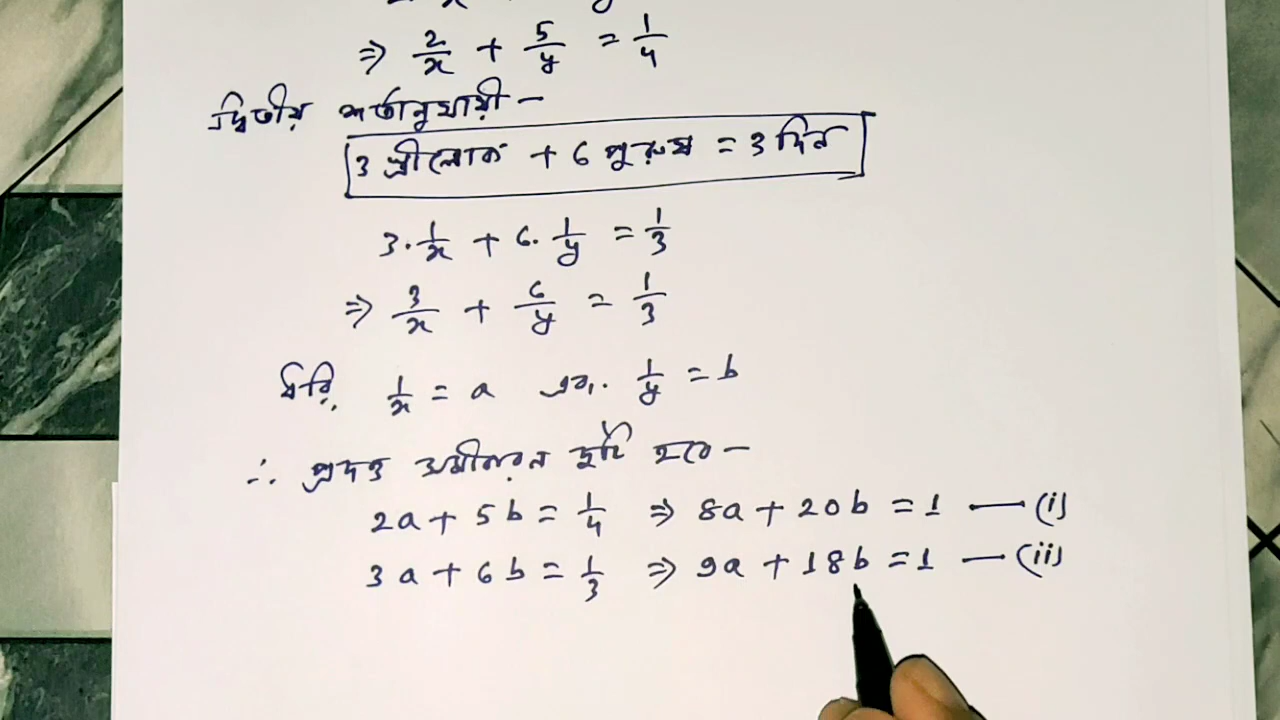 ⇒ 2/x + 5/y = 1/4
দ্বিতীয় শর্তানুযায়ী –
3 স্ত্রীলোক + 6 পুরুষ = 3 দিন
3·1/x + 6·1/y = 1/3
⇒ 3/x + 6/y = 1/3
ধরি, 1/x = a এবং 1/y = b
∴ প্রদত্ত সমীকরন দুটি হবে –
2a + 5b = 1/4 ⇒ 8a + 20b = 1 — (i)
3a + 6b = 1/3 ⇒ 9a + 18b = 1 — (ii)